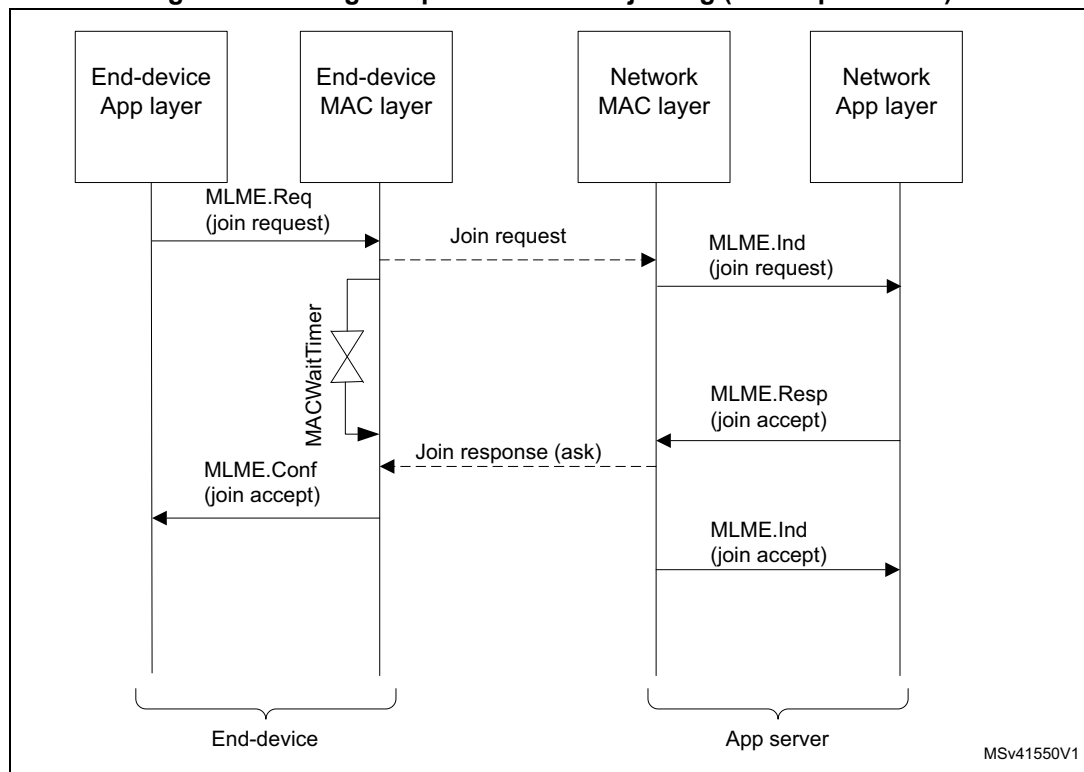 End-device
App layer
End-device
MAC layer
Network
MAC layer
Network
App layer
MLME.Req
(join request)
Join request
MLME.Ind
(join request)
MACWaitTimer
MLME.Resp
(join accept)
Join response (ask)
MLME.Conf
(join accept)
MLME.Ind
(join accept)
End-device
App server
MSv41550V1